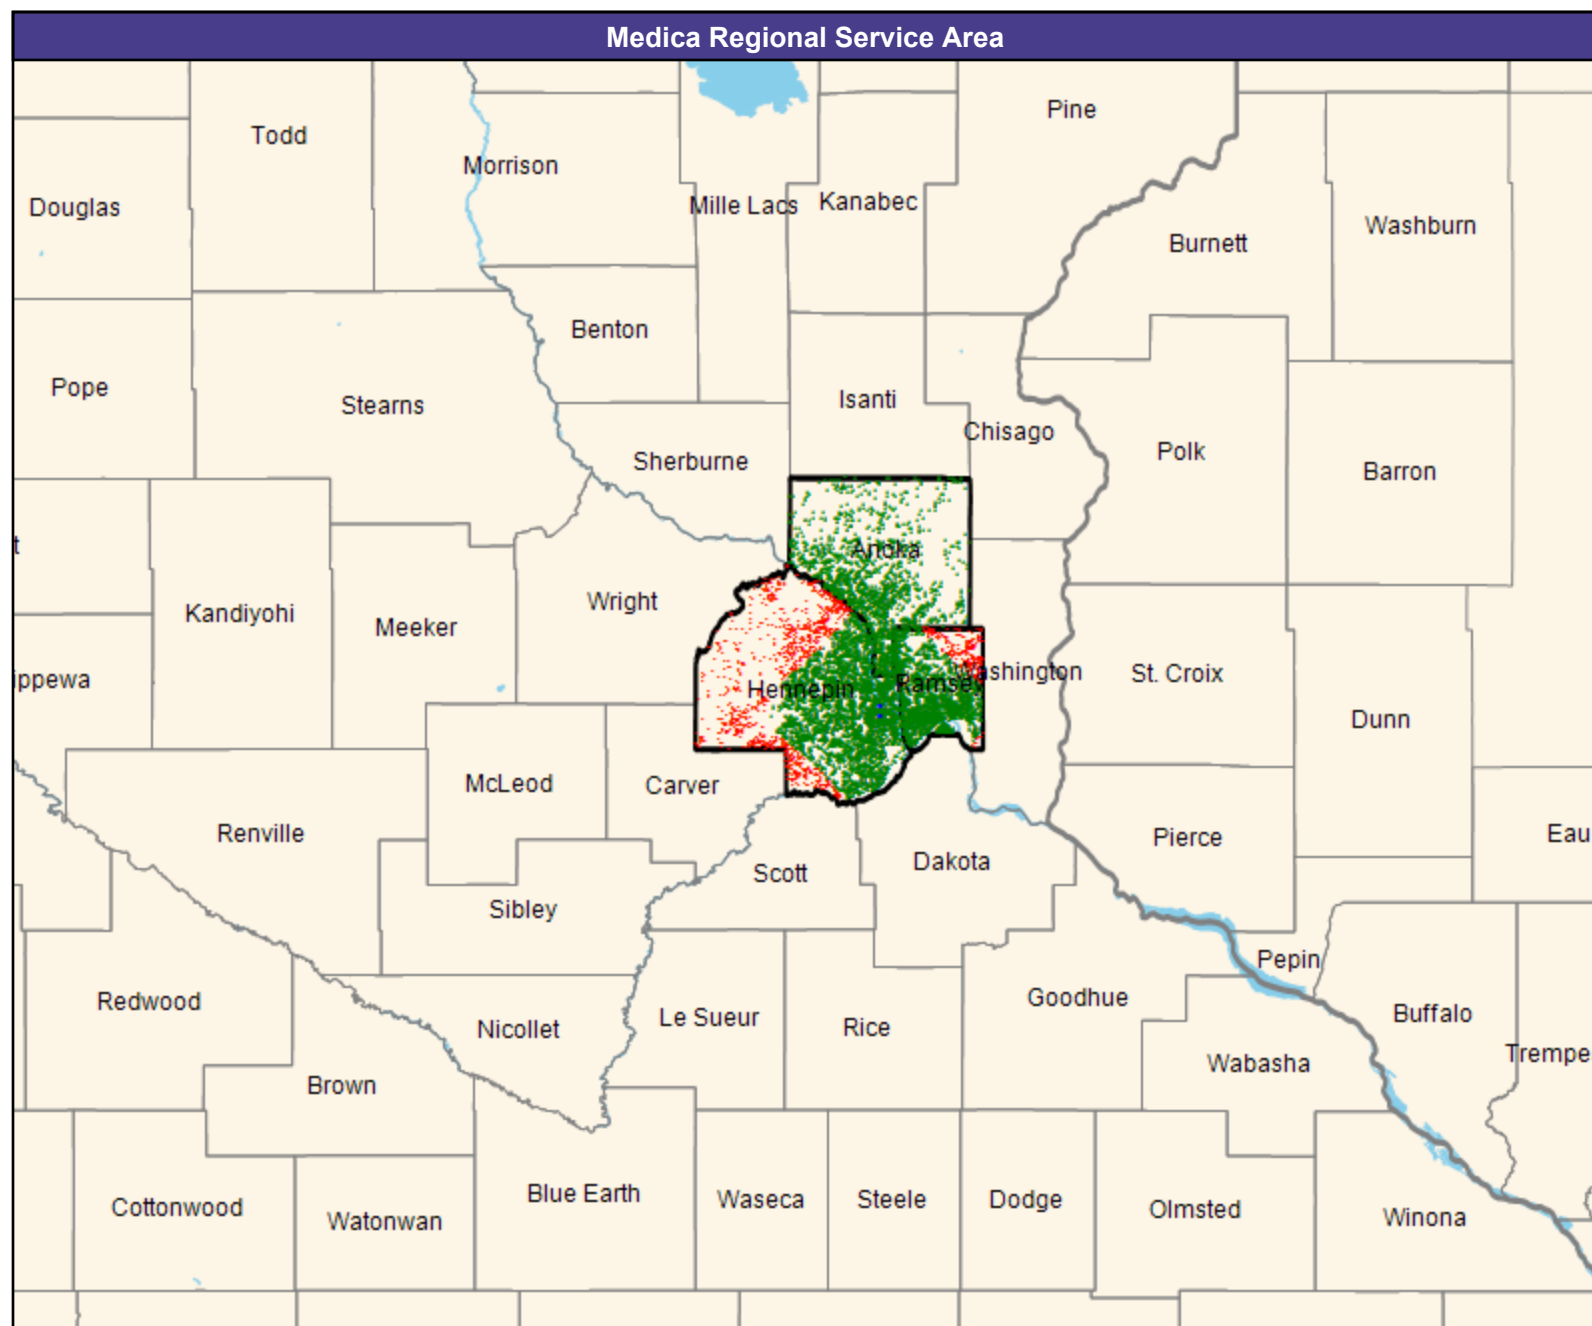 Medica Regional Service Area
Pine
Todd
Morrison
Douglas
Mille Lacs
Kanabec
Washburn
Burnett
Benton
Pope
Stearns
Isanti
Chisago
Sherburne
Polk
Barron
t
Anoka
Kandiyohi
Meeker
Wright
ippewa
Hennepin
Ramsey
Washington
St. Croix
Dunn
McLeod
Carver
Renville
Scott
Dakota
Pierce
Eau
Sibley
Pepin
Redwood
Nicollet
Le Sueur
Rice
Goodhue
Buffalo
Trempe
Wabasha
Brown
Cottonwood
Watonwan
Blue Earth
Waseca
Steele
Dodge
Olmsted
Winona